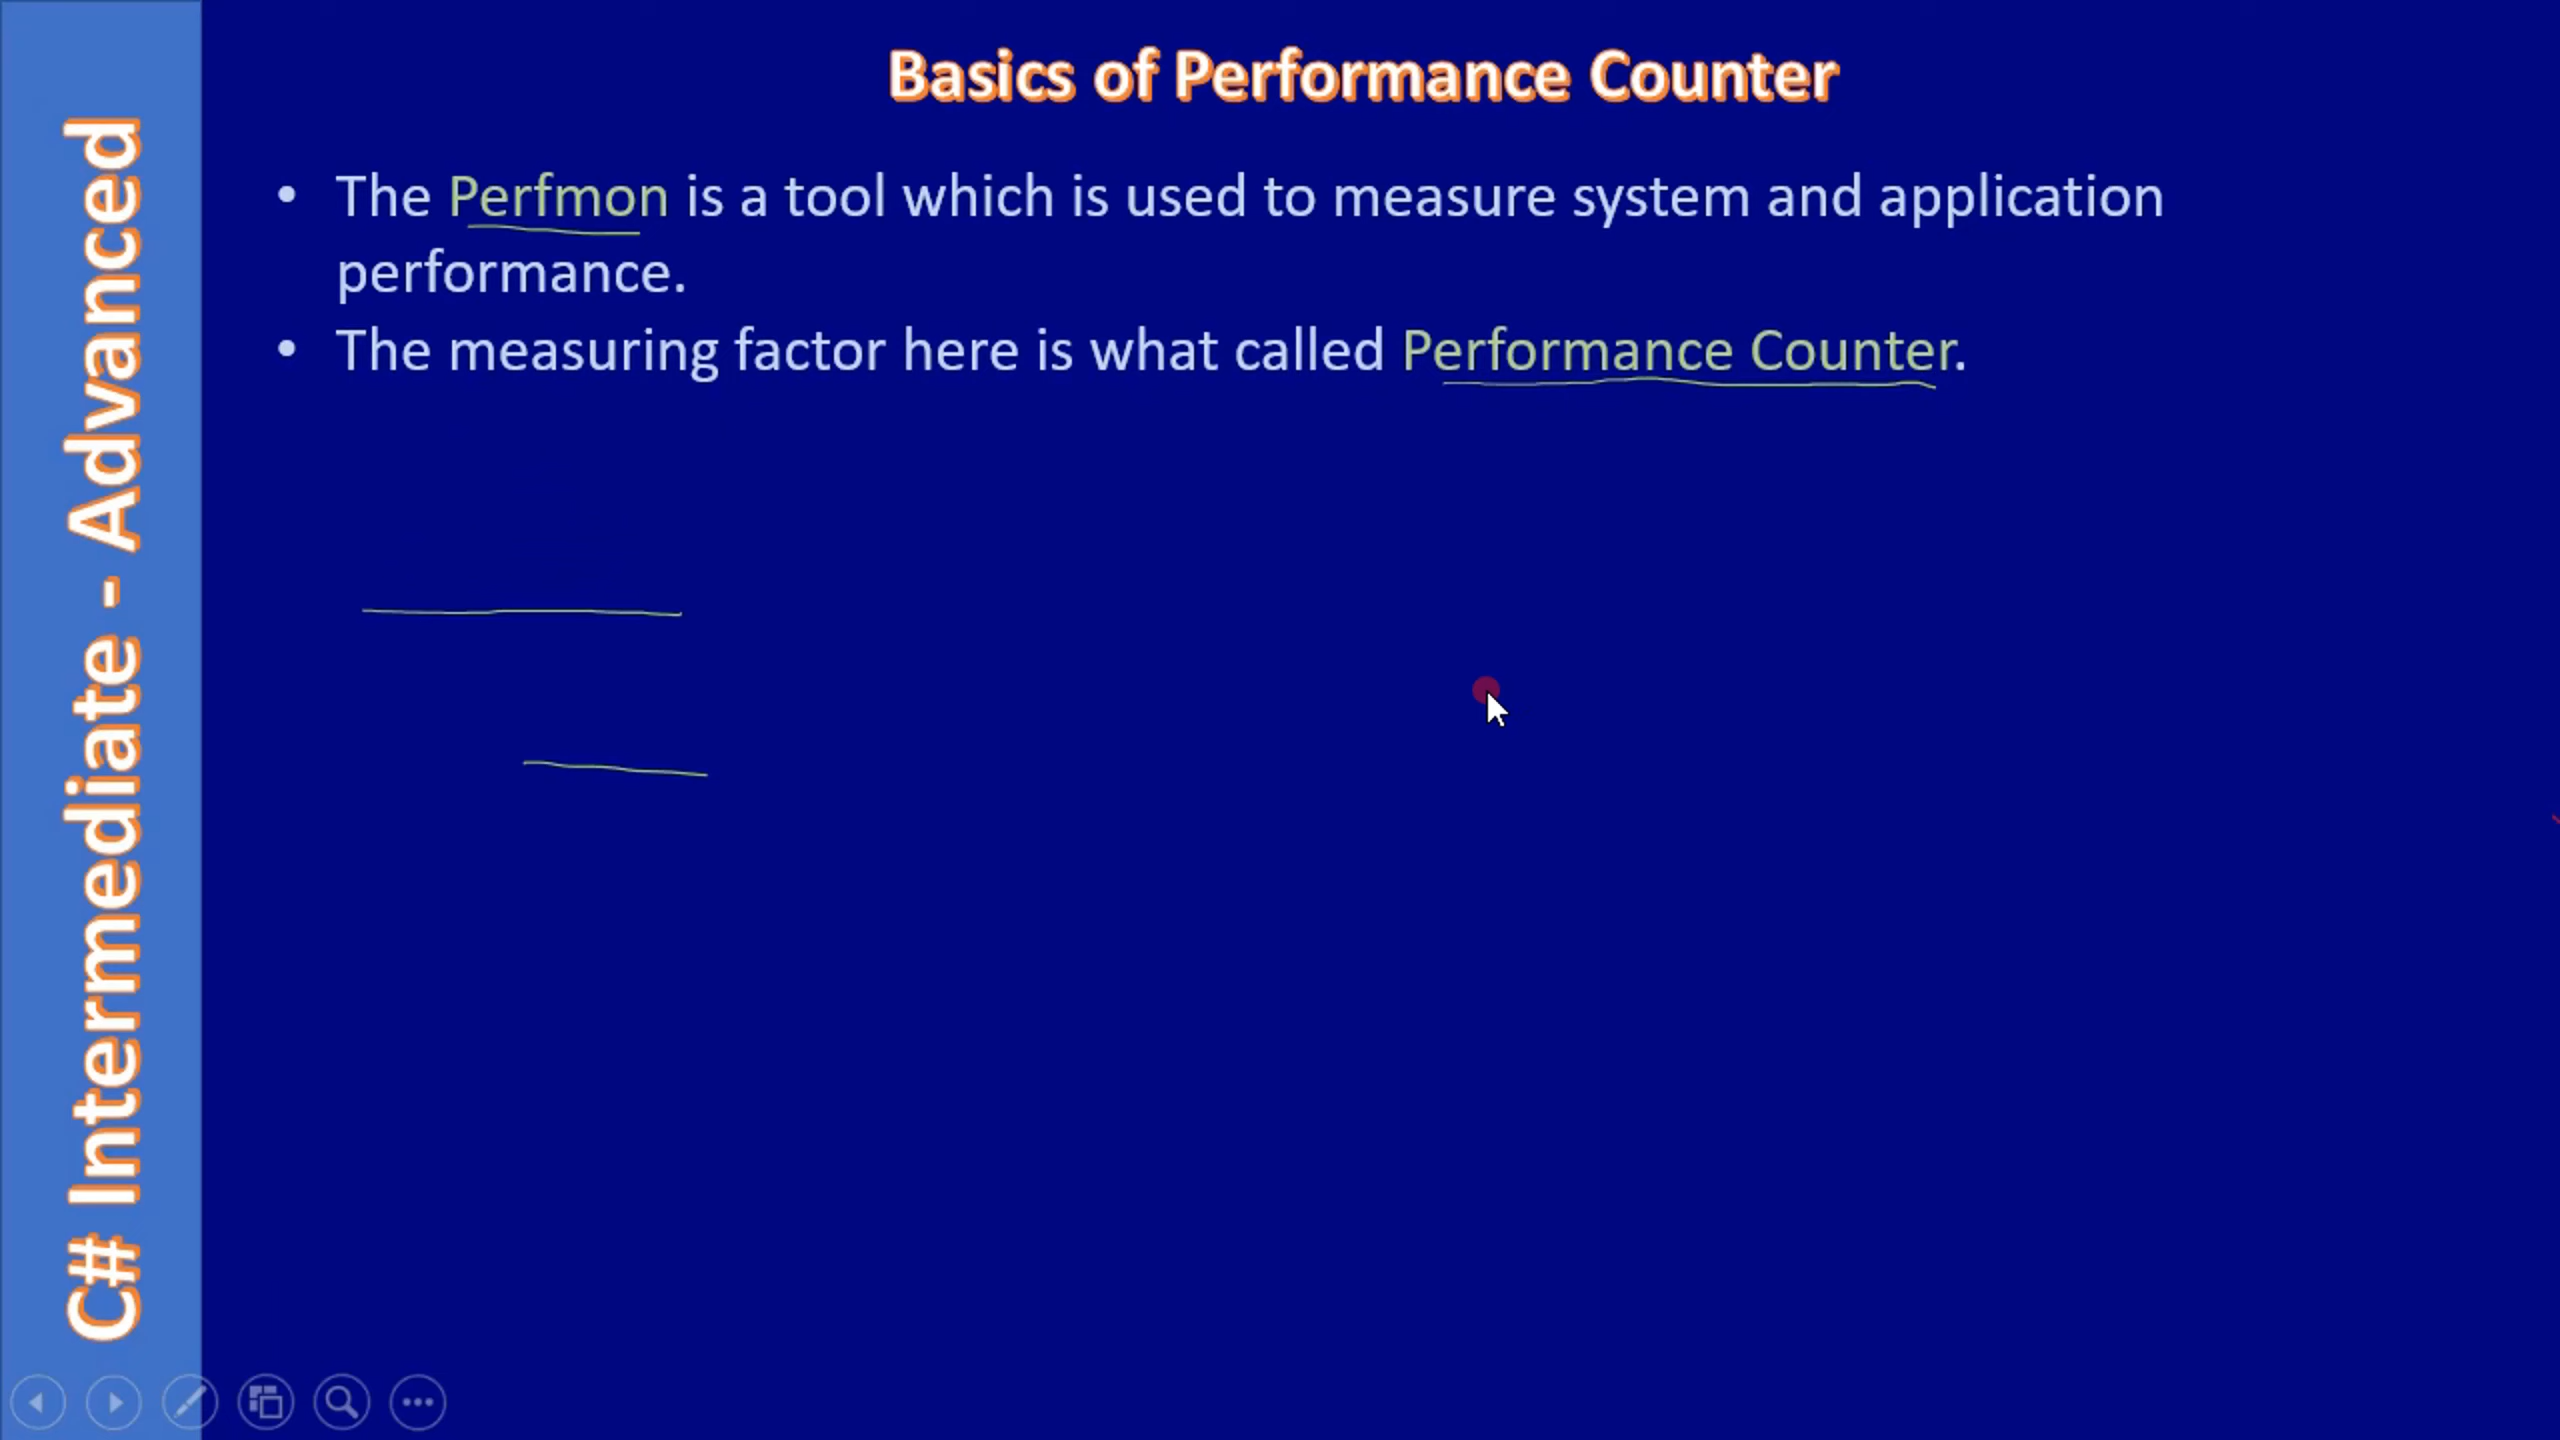 Basics of Performance Counter
• The Perfmon is a tool which is used to measure system and application
performance.
• The measuring factor here is what called Performance Counter.
C# Intermediate - Advanced